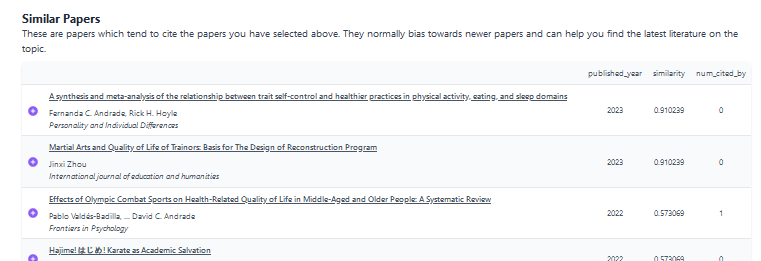 Similar Papers
These are papers which tend to cite the papers you have selected above. They normally bias towards newer papers and can help you find the latest literature on the
topic.
published_year similarity num_cited_by
A synthesis and meta-analysis of the relationship between trait self-control and healthier practices in physical activity, eating, and sleep domains
Fernanda C. Andrade, Rick H. Hoyle
Personality and Individual Differences
2023 0.910239 0
Martial Arts and Quality of Life of Trainors: Basis for The Design of Reconstruction Program
Jinxi Zhou
International journal of education and humanities
2023 0.910239 0
Effects of Olympic Combat Sports on Health-Related Quality of Life in Middle-Aged and Older People: A Systematic Review
Pablo Valdés-Badilla, ... David C. Andrade
Frontiers in Psychology
2022 0.573069 1
Hajime! はじめ! Karate as Academic Salvation
2022 0.573069 0